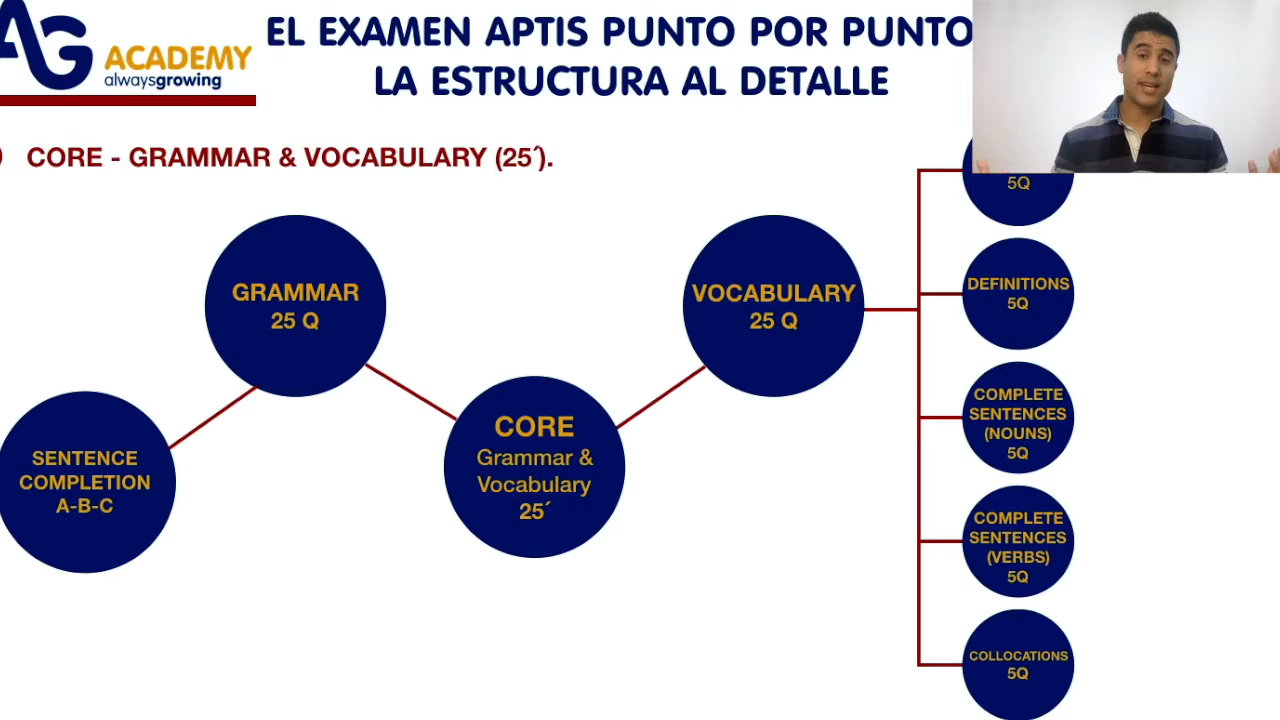 AG
ACADEMY
alwaysgrowing
EL EXAMEN APTIS PUNTO POR PUNTO
LA ESTRUCTURA AL DETALLE
) CORE - GRAMMAR & VOCABULARY (25´).
GRAMMAR
25 Q
SENTENCE
COMPLETION
A-B-C
CORE
Grammar &
Vocabulary
25´
VOCABULARY
25 Q
5Q
DEFINITIONS
5Q
COMPLETE
SENTENCES
(NOUNS)
5Q
COMPLETE
SENTENCES
(VERBS)
5Q
COLLOCATIONS
5Q